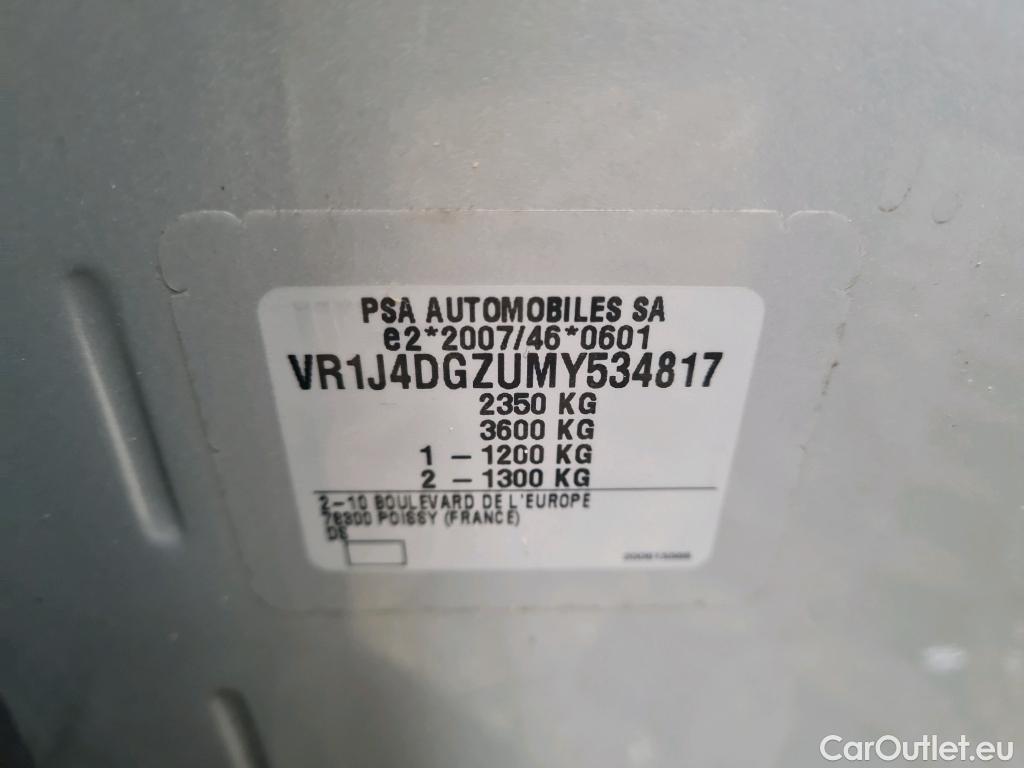 PSA AUTOMOBILES SA
e2*2007/46*0601
VR1J4DGZUMY534817
2350 KG
3600 KG
1 – 1200 KG
2 – 1300 KG
2–10 BOULEVARD DE L'EUROPE
78300 POISSY (FRANCE)
DS
CarOutlet.eu